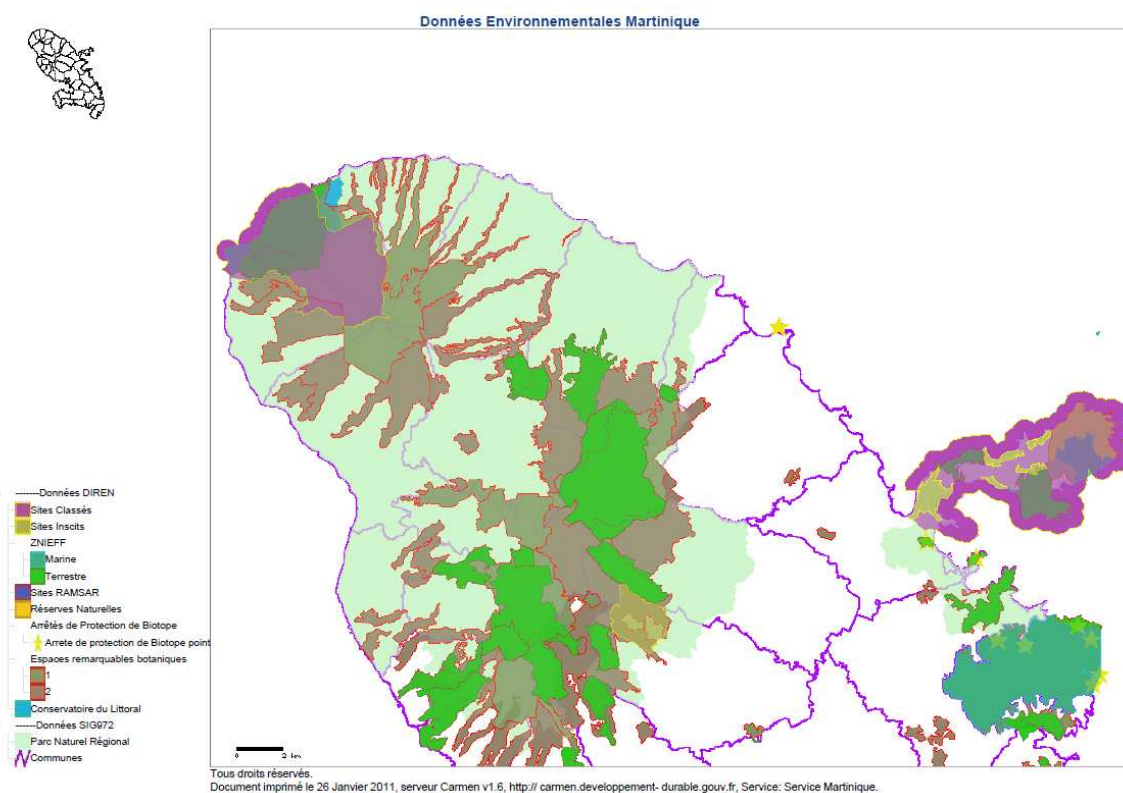 Données Environnementales Martinique
-------Données DIREN
Sites Classés
Sites Inscits
ZNIEFF
Marine
Terrestre
Sites RAMSAR
Réserves Naturelles
Arrêtés de Protection de Biotope
Arrete de protection de Biotope point
Espaces remarquables botaniques
1
2
Conservatoire du Littoral
-------Données SIG972
Parc Naturel Régional
Communes
0 2 km
Tous droits réservés.
Document imprimé le 26 Janvier 2011, serveur Carmen v1.6, http:// carmen.developpement- durable.gouv.fr, Service: Service Martinique.